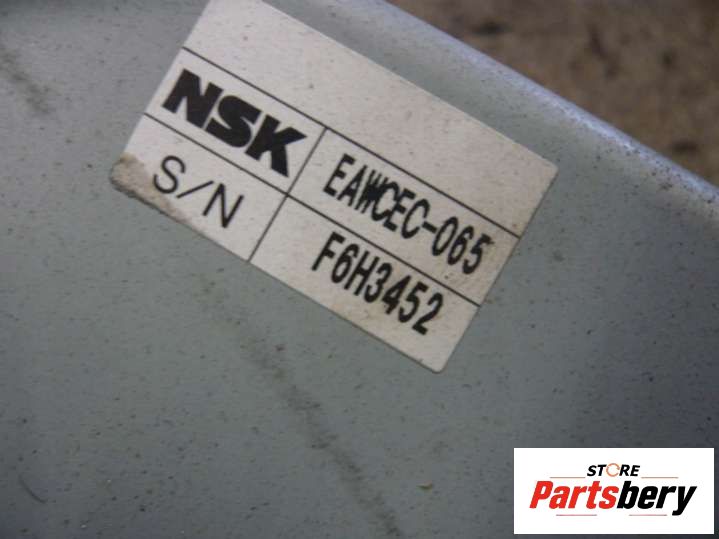 NSK EAWCEC-065
S/N F6H3452
STORE
Partsbery